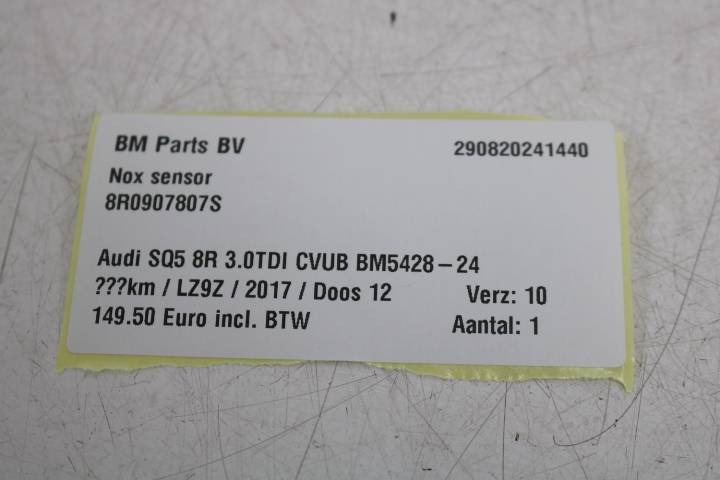 BM Parts BV 290820241440
Nox sensor
8R0907807S
Audi SQ5 8R 3.0TDI CVUB BM5428-24
???km / LZ9Z / 2017 / Doos 12 Verz: 10
149.50 Euro incl. BTW Aantal: 1